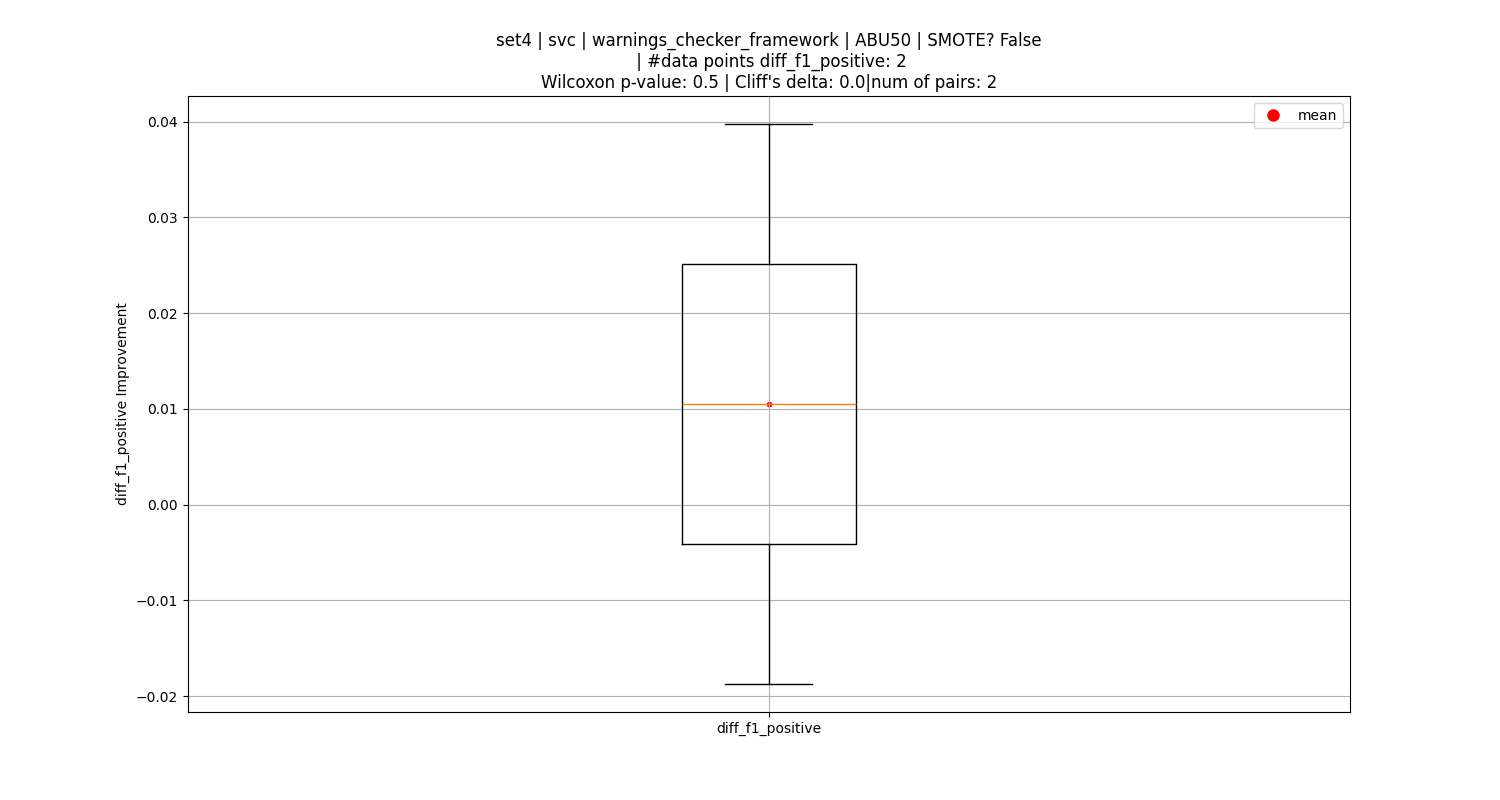 set4 | svc | warnings_checker_framework | ABU50 | SMOTE? False
| #data points diff_f1_positive: 2
Wilcoxon p-value: 0.5 | Cliff's delta: 0.0|num of pairs: 2
mean
0.04
0.03
0.02
0.01
0.00
−0.01
−0.02
diff_f1_positive Improvement
diff_f1_positive